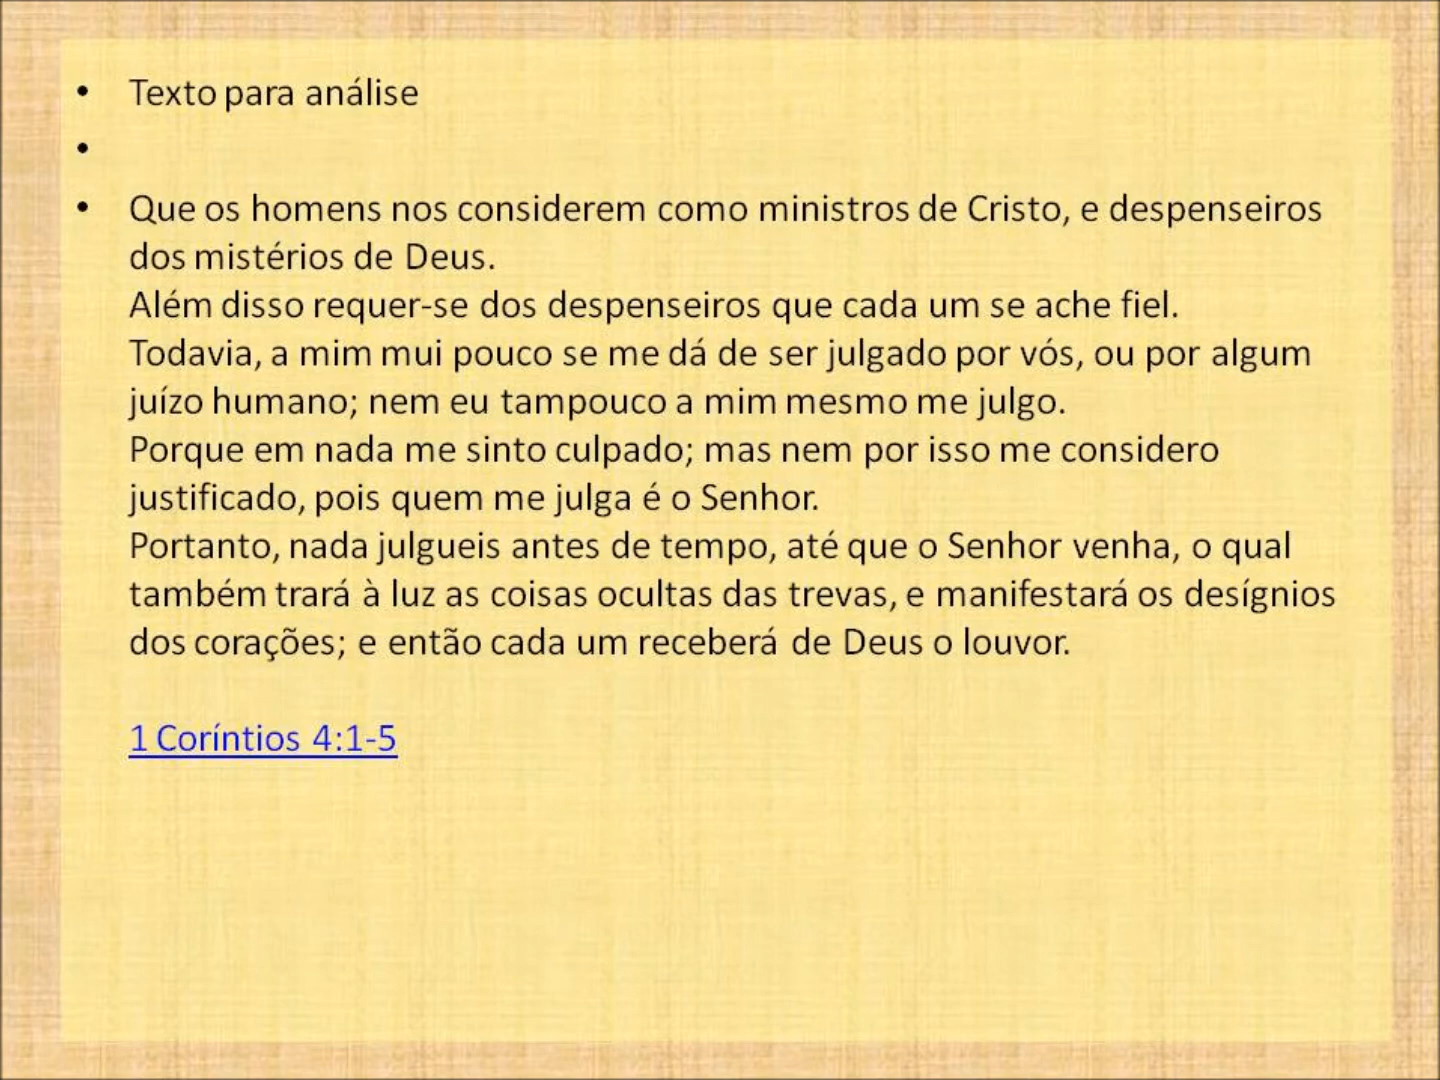 • Texto para análise
•
• Que os homens nos considerem como ministros de Cristo, e despenseiros
dos mistérios de Deus.
Além disso requer-se dos despenseiros que cada um se ache fiel.
Todavia, a mim mui pouco se me dá de ser julgado por vós, ou por algum
juízo humano; nem eu tampouco a mim mesmo me julgo.
Porque em nada me sinto culpado; mas nem por isso me considero
justificado, pois quem me julga é o Senhor.
Portanto, nada julgueis antes de tempo, até que o Senhor venha, o qual
também trará à luz as coisas ocultas das trevas, e manifestará os desígnios
dos corações; e então cada um receberá de Deus o louvor.
1 Coríntios 4:1-5